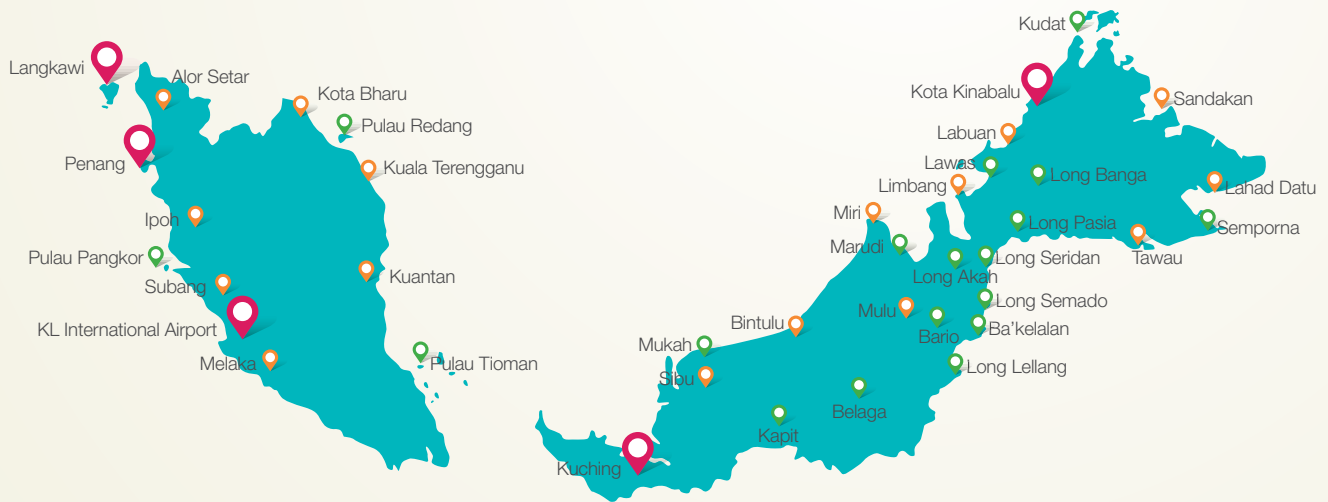 Langkawi
Alor Setar
Kota Bharu
Pulau Redang
Penang
Kuala Terengganu
Ipoh
Pulau Pangkor
Kuantan
Subang
KL International Airport
Melaka
Pulau Tioman
Kudat
Kota Kinabalu
Sandakan
Labuan
Lawas
Long Banga
Limbang
Lahad Datu
Miri
Long Pasia
Semporna
Marudi
Tawau
Long Seridan
Long Akah
Long Semado
Mulu
Bintulu
Bario
Ba'kelalan
Mukah
Long Lellang
Sibu
Belaga
Kapit
Kuching